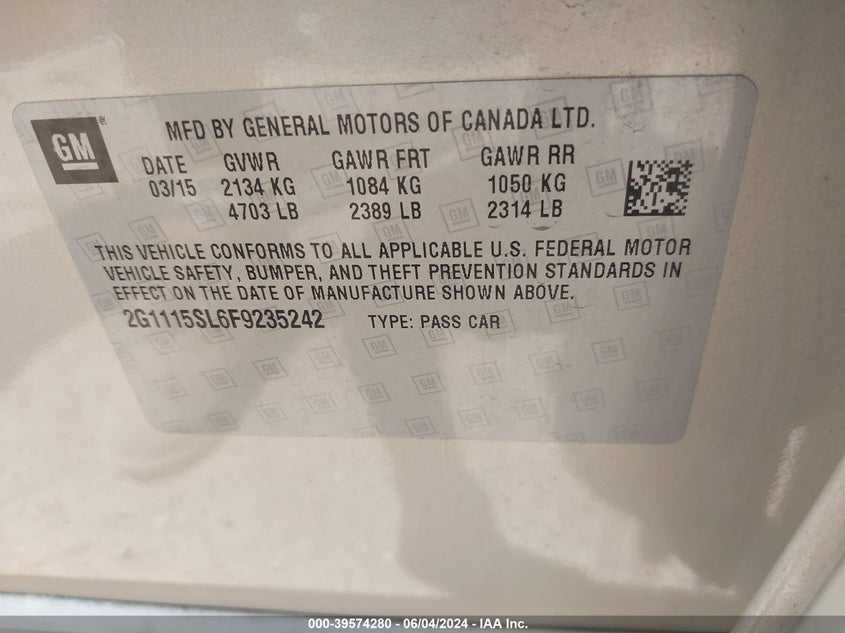 GM ®
MFD BY GENERAL MOTORS OF CANADA LTD.
DATE GVWR GAWR FRT GAWR RR
03/15 2134 KG 1084 KG 1050 KG
4703 LB 2389 LB 2314 LB
THIS VEHICLE CONFORMS TO ALL APPLICABLE U.S. FEDERAL MOTOR
VEHICLE SAFETY, BUMPER, AND THEFT PREVENTION STANDARDS IN
EFFECT ON THE DATE OF MANUFACTURE SHOWN ABOVE.
2G1115SL6F9235242 TYPE: PASS CAR
000-39574280 - 06/04/2024 - IAA Inc.